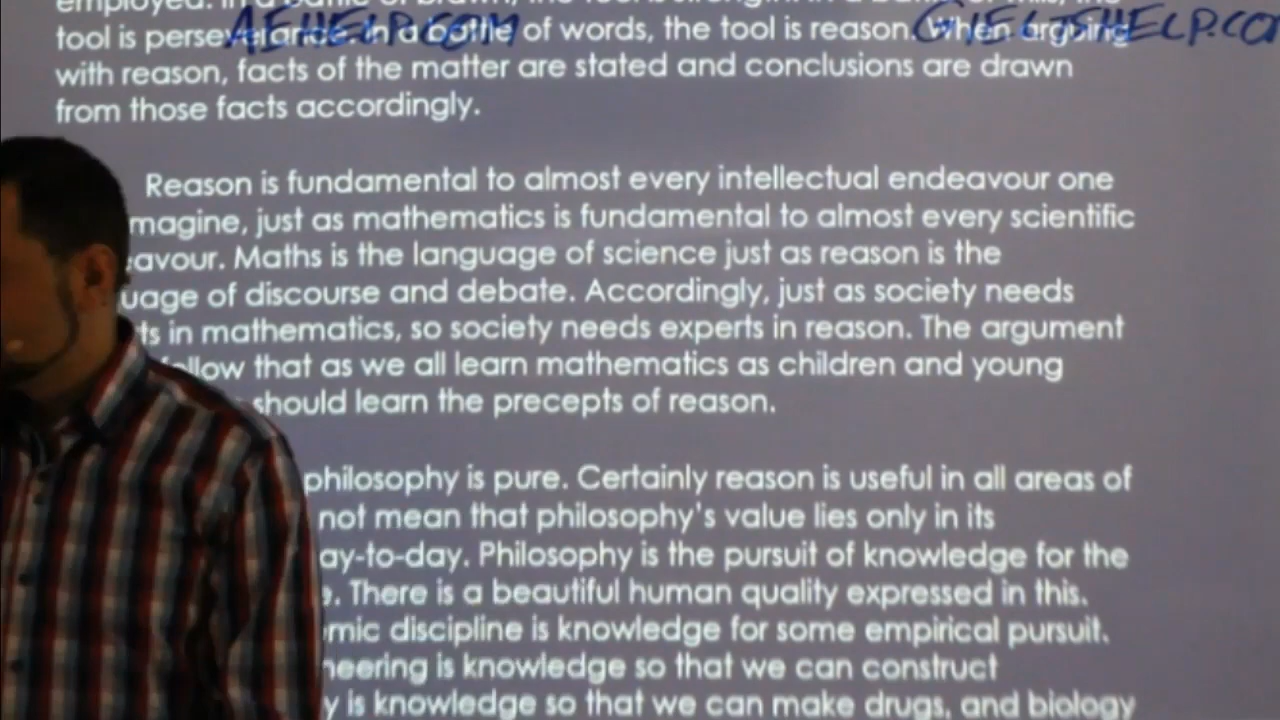 AEHELP.COM
GIELTSHELP.CO
tool is perseverance. In a battle of words, the tool is reason. When arguing
with reason, facts of the matter are stated and conclusions are drawn
from those facts accordingly.
Reason is fundamental to almost every intellectual endeavour one
magine, just as mathematics is fundamental to almost every scientific
eavour. Maths is the language of science just as reason is the
uage of discourse and debate. Accordingly, just as society needs
ts in mathematics, so society needs experts in reason. The argument
ollow that as we all learn mathematics as children and young
should learn the precepts of reason.
philosophy is pure. Certainly reason is useful in all areas of
not mean that philosophy's value lies only in its
ay-to-day. Philosophy is the pursuit of knowledge for the
. There is a beautiful human quality expressed in this.
mic discipline is knowledge for some empirical pursuit.
neering is knowledge so that we can construct
y is knowledge so that we can make drugs, and biology